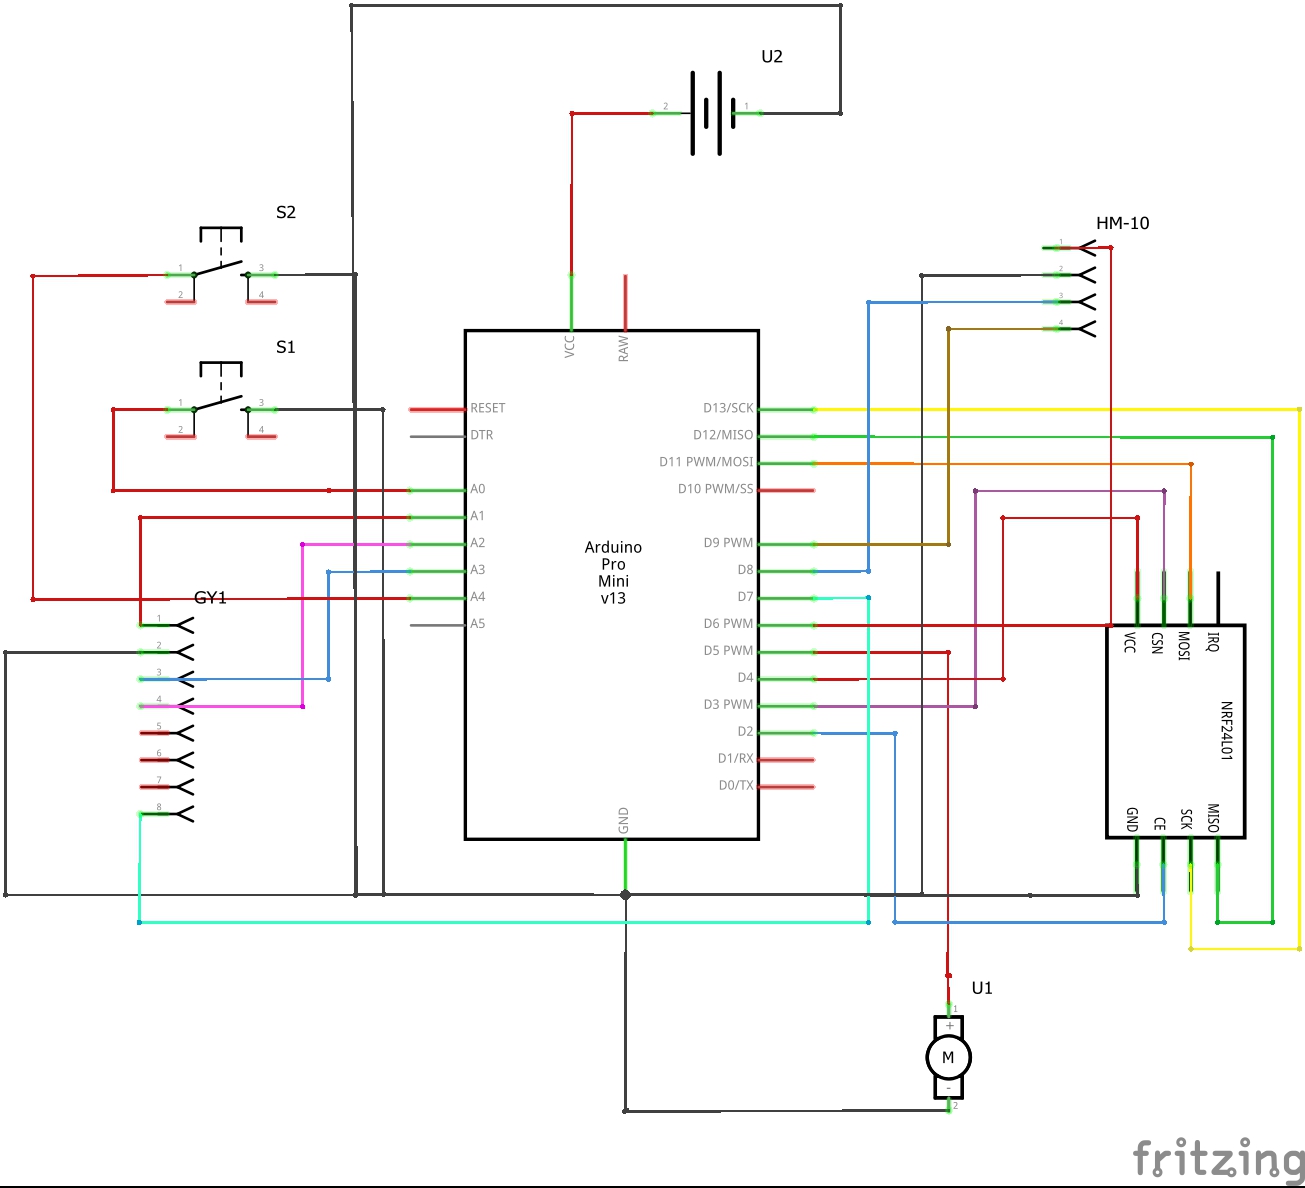 U2
2
1
S2
1
3
2
4
HM-10
1
2
3
4
S1
1
3
2
4
VCC
RAW
RESET
DTR
A0
A1
A2
A3
A4
A5
D13/SCK
D12/MISO
D11 PWM/MOSI
D10 PWM/SS
D9 PWM
D8
D7
D6 PWM
D5 PWM
D4
D3 PWM
D2
D1/RX
D0/TX
GND
Arduino
Pro
Mini
v13
GY1
1
2
3
4
5
6
7
8
VCC
CSN
MOSI
IRQ
NRF24L01
GND
CE
SCK
MISO
U1
1
+
M
-
2
fritzing